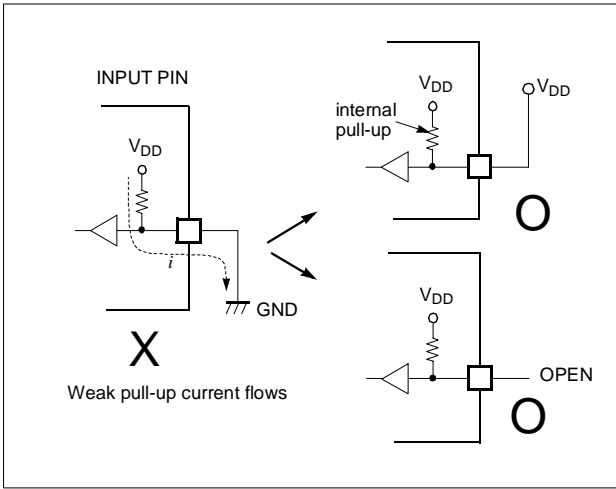 INPUT PIN
VDD
i
GND
X
Weak pull-up current flows
VDD
internal
pull-up
VDD
O
VDD
OPEN
O